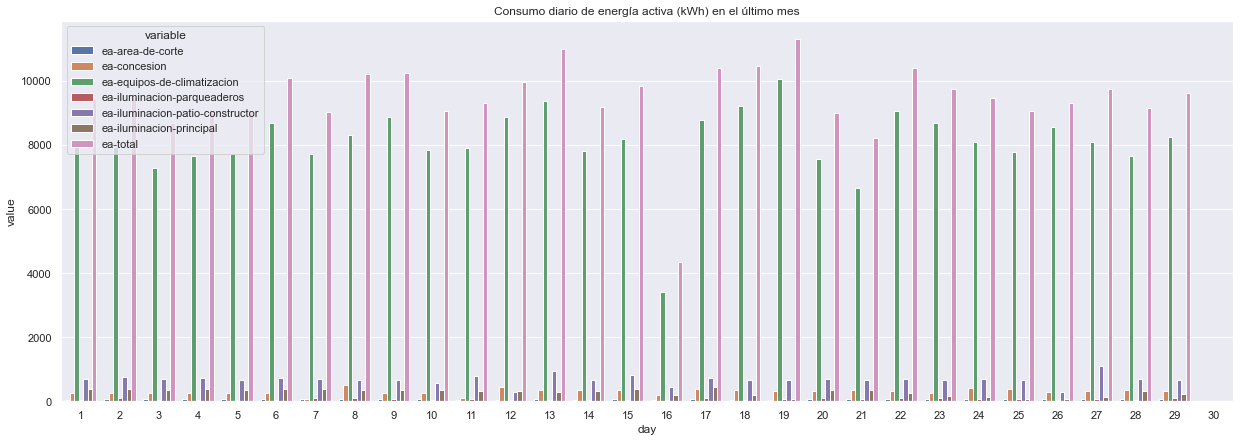 Consumo diario de energía activa (kWh) en el último mes
variable
ea-area-de-corte
ea-concesion
ea-equipos-de-climatizacion
ea-iluminacion-parqueaderos
ea-iluminacion-patio-constructor
ea-iluminacion-principal
ea-total
value
10000
8000
6000
4000
2000
0
1 2 3 4 5 6 7 8 9 10 11 12 13 14 15 16 17 18 19 20 21 22 23 24 25 26 27 28 29 30
day